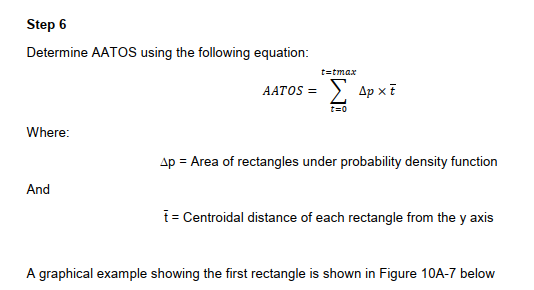 Step 6
Determine AATOS using the following equation:
t=tmax
AATOS = ∑ Δp × t̄
t=0
Where:
Δp = Area of rectangles under probability density function
And
t̄ = Centroidal distance of each rectangle from the y axis
A graphical example showing the first rectangle is shown in Figure 10A-7 below